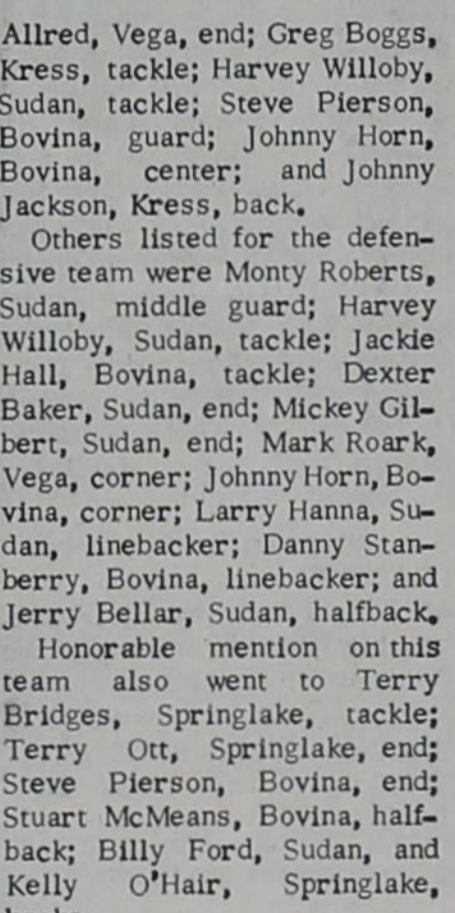 Allred, Vega, end; Greg Boggs,
Kress, tackle; Harvey Willoby,
Sudan, tackle; Steve Pierson,
Bovina, guard; Johnny Horn,
Bovina, center; and Johnny
Jackson, Kress, back.
Others listed for the defen-
sive team were Monty Roberts,
Sudan, middle guard; Harvey
Willoby, Sudan, tackle; Jackie
Hall, Bovina, tackle; Dexter
Baker, Sudan, end; Mickey Gil-
bert, Sudan, end; Mark Roark,
Vega, corner; Johnny Horn, Bo-
vina, corner; Larry Hanna, Su-
dan, linebacker; Danny Stan-
berry, Bovina, linebacker; and
Jerry Bellar, Sudan, halfback.
Honorable mention on this
team also went to Terry
Bridges, Springlake, tackle;
Terry Ott, Springlake, end;
Steve Pierson, Bovina, end;
Stuart McMeans, Bovina, half-
back; Billy Ford, Sudan, and
Kelly O'Hair, Springlake,